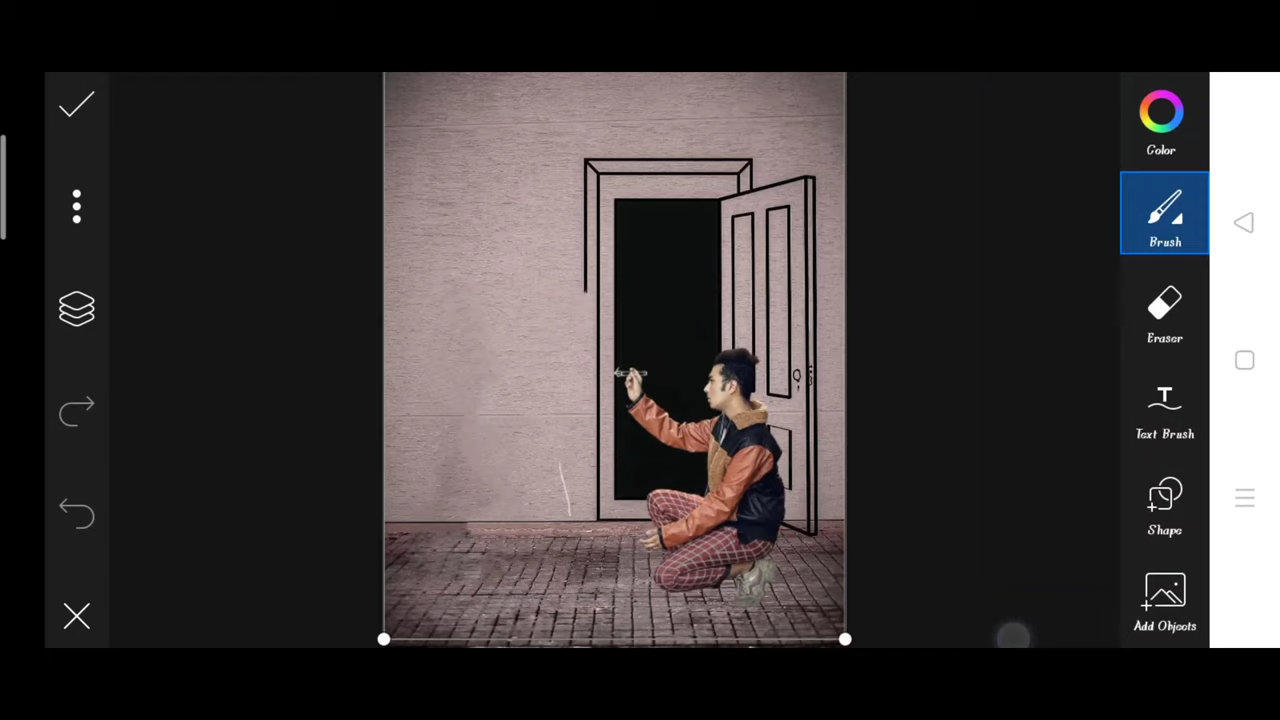 Color
Brush
Eraser
Text Brush
Shape
Add Objects